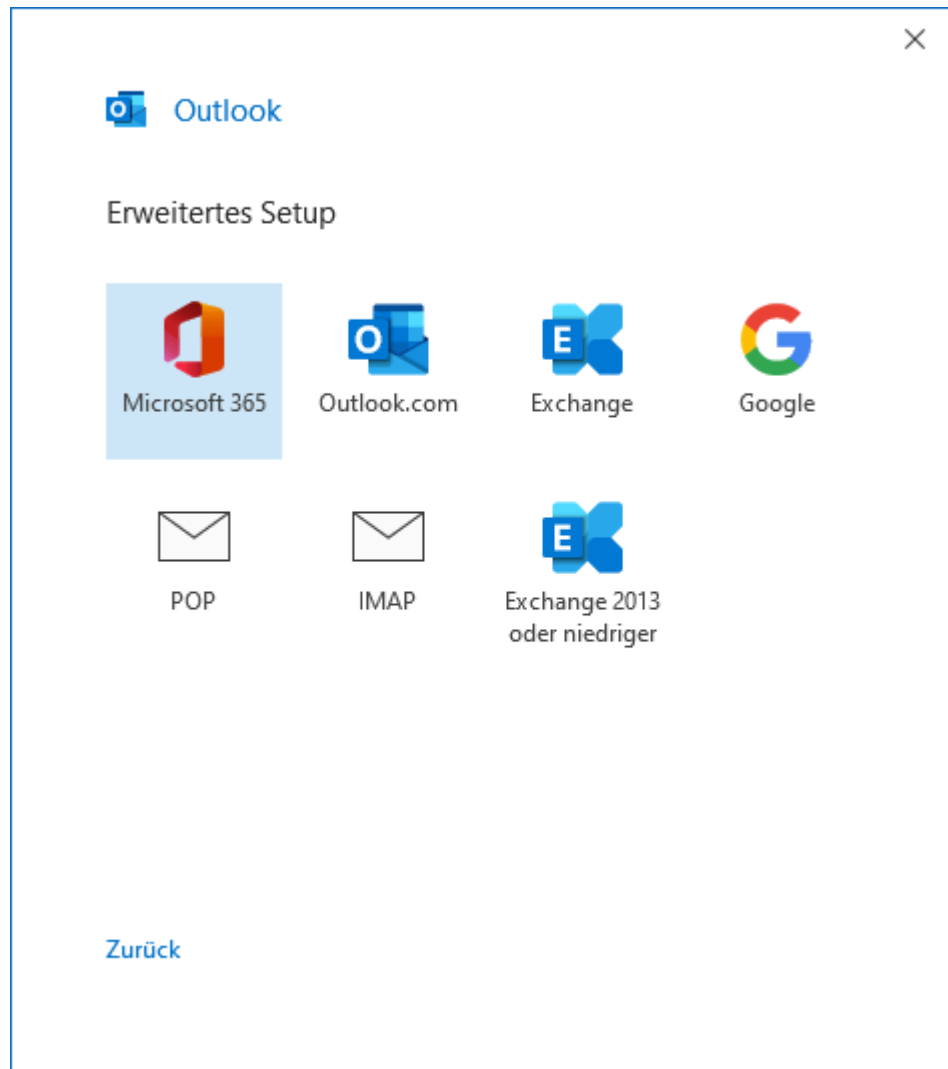 Outlook
Erweitertes Setup
Microsoft 365
Outlook.com
Exchange
Google
POP
IMAP
Exchange 2013
oder niedriger
Zurück